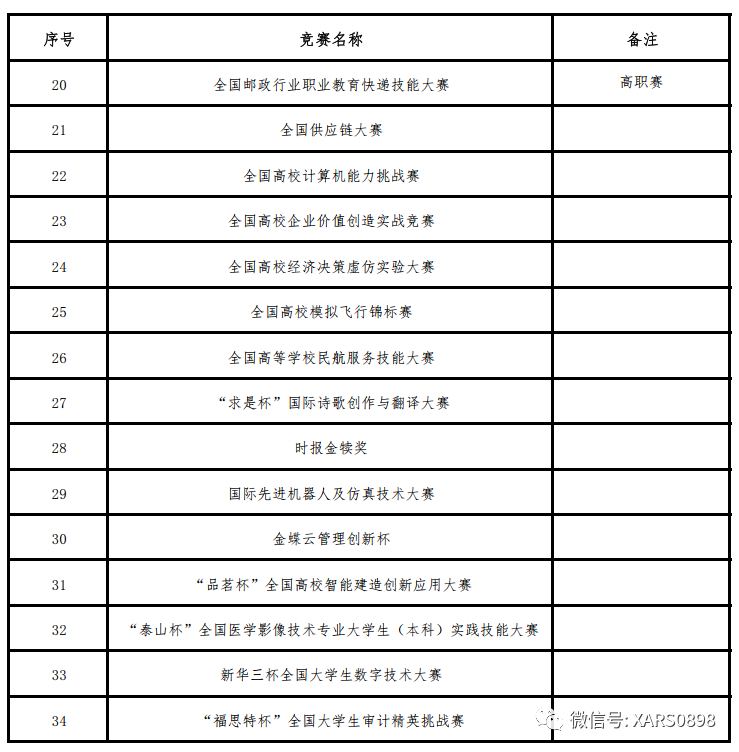 序号 竞赛名称 备注
20 全国邮政行业职业教育快递技能大赛 高职赛
21 全国供应链大赛
22 全国高校计算机能力挑战赛
23 全国高校企业价值创造实战竞赛
24 全国高校经济决策虚仿实验大赛
25 全国高校模拟飞行锦标赛
26 全国高等学校民航服务技能大赛
27 “求是杯”国际诗歌创作与翻译大赛
28 时报金犊奖
29 国际先进机器人及仿真技术大赛
30 金蝶云管理创新杯
31 “品茗杯”全国高校智能建造创新应用大赛
32 “泰山杯”全国医学影像技术专业大学生（本科）实践技能大赛
33 新华三杯全国大学生数字技术大赛
34 “福思特杯”全国大学生审计精英挑战赛
微信号: XARS0898